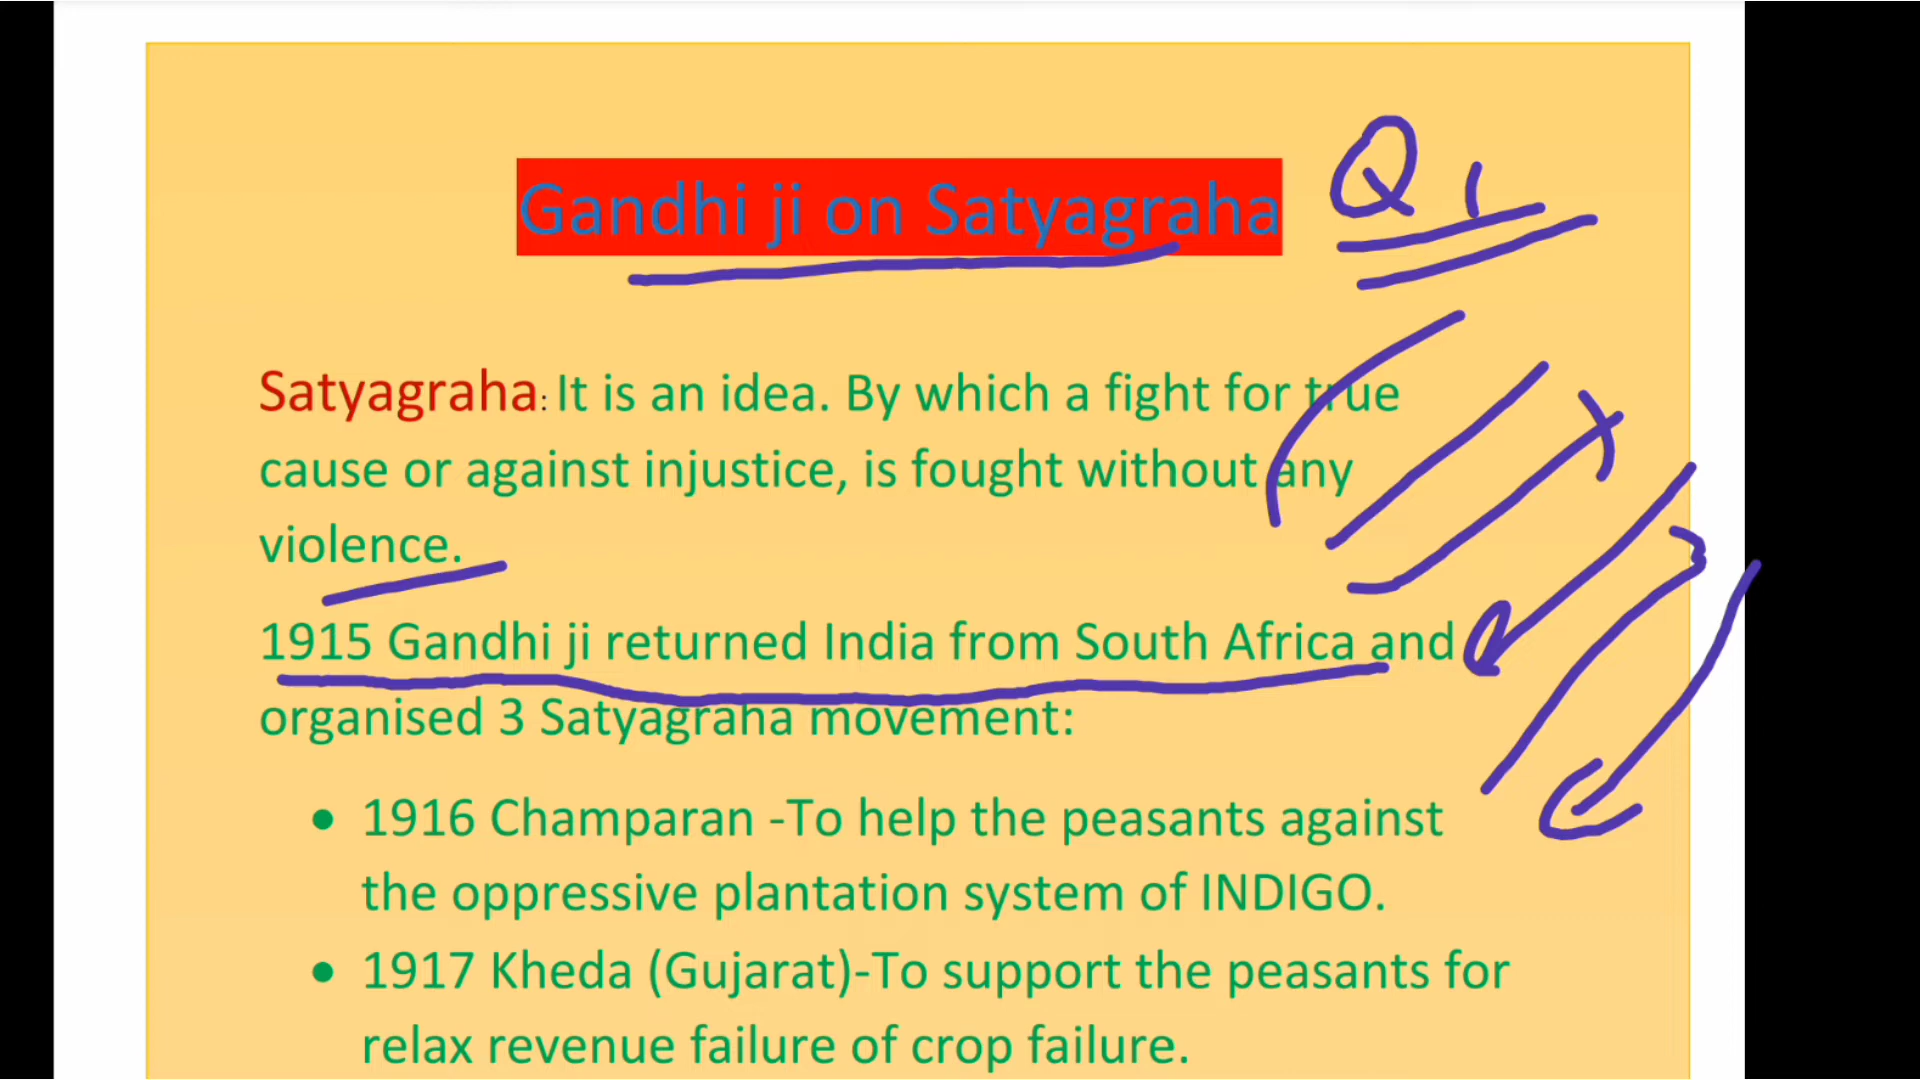 Gandhi ji on Satyagraha
Q1
Satyagraha: It is an idea. By which a fight for true
cause or against injustice, is fought without any
violence.
1915 Gandhi ji returned India from South Africa and
organised 3 Satyagraha movement:
• 1916 Champaran -To help the peasants against
the oppressive plantation system of INDIGO.
• 1917 Kheda (Gujarat)-To support the peasants for
relax revenue failure of crop failure.